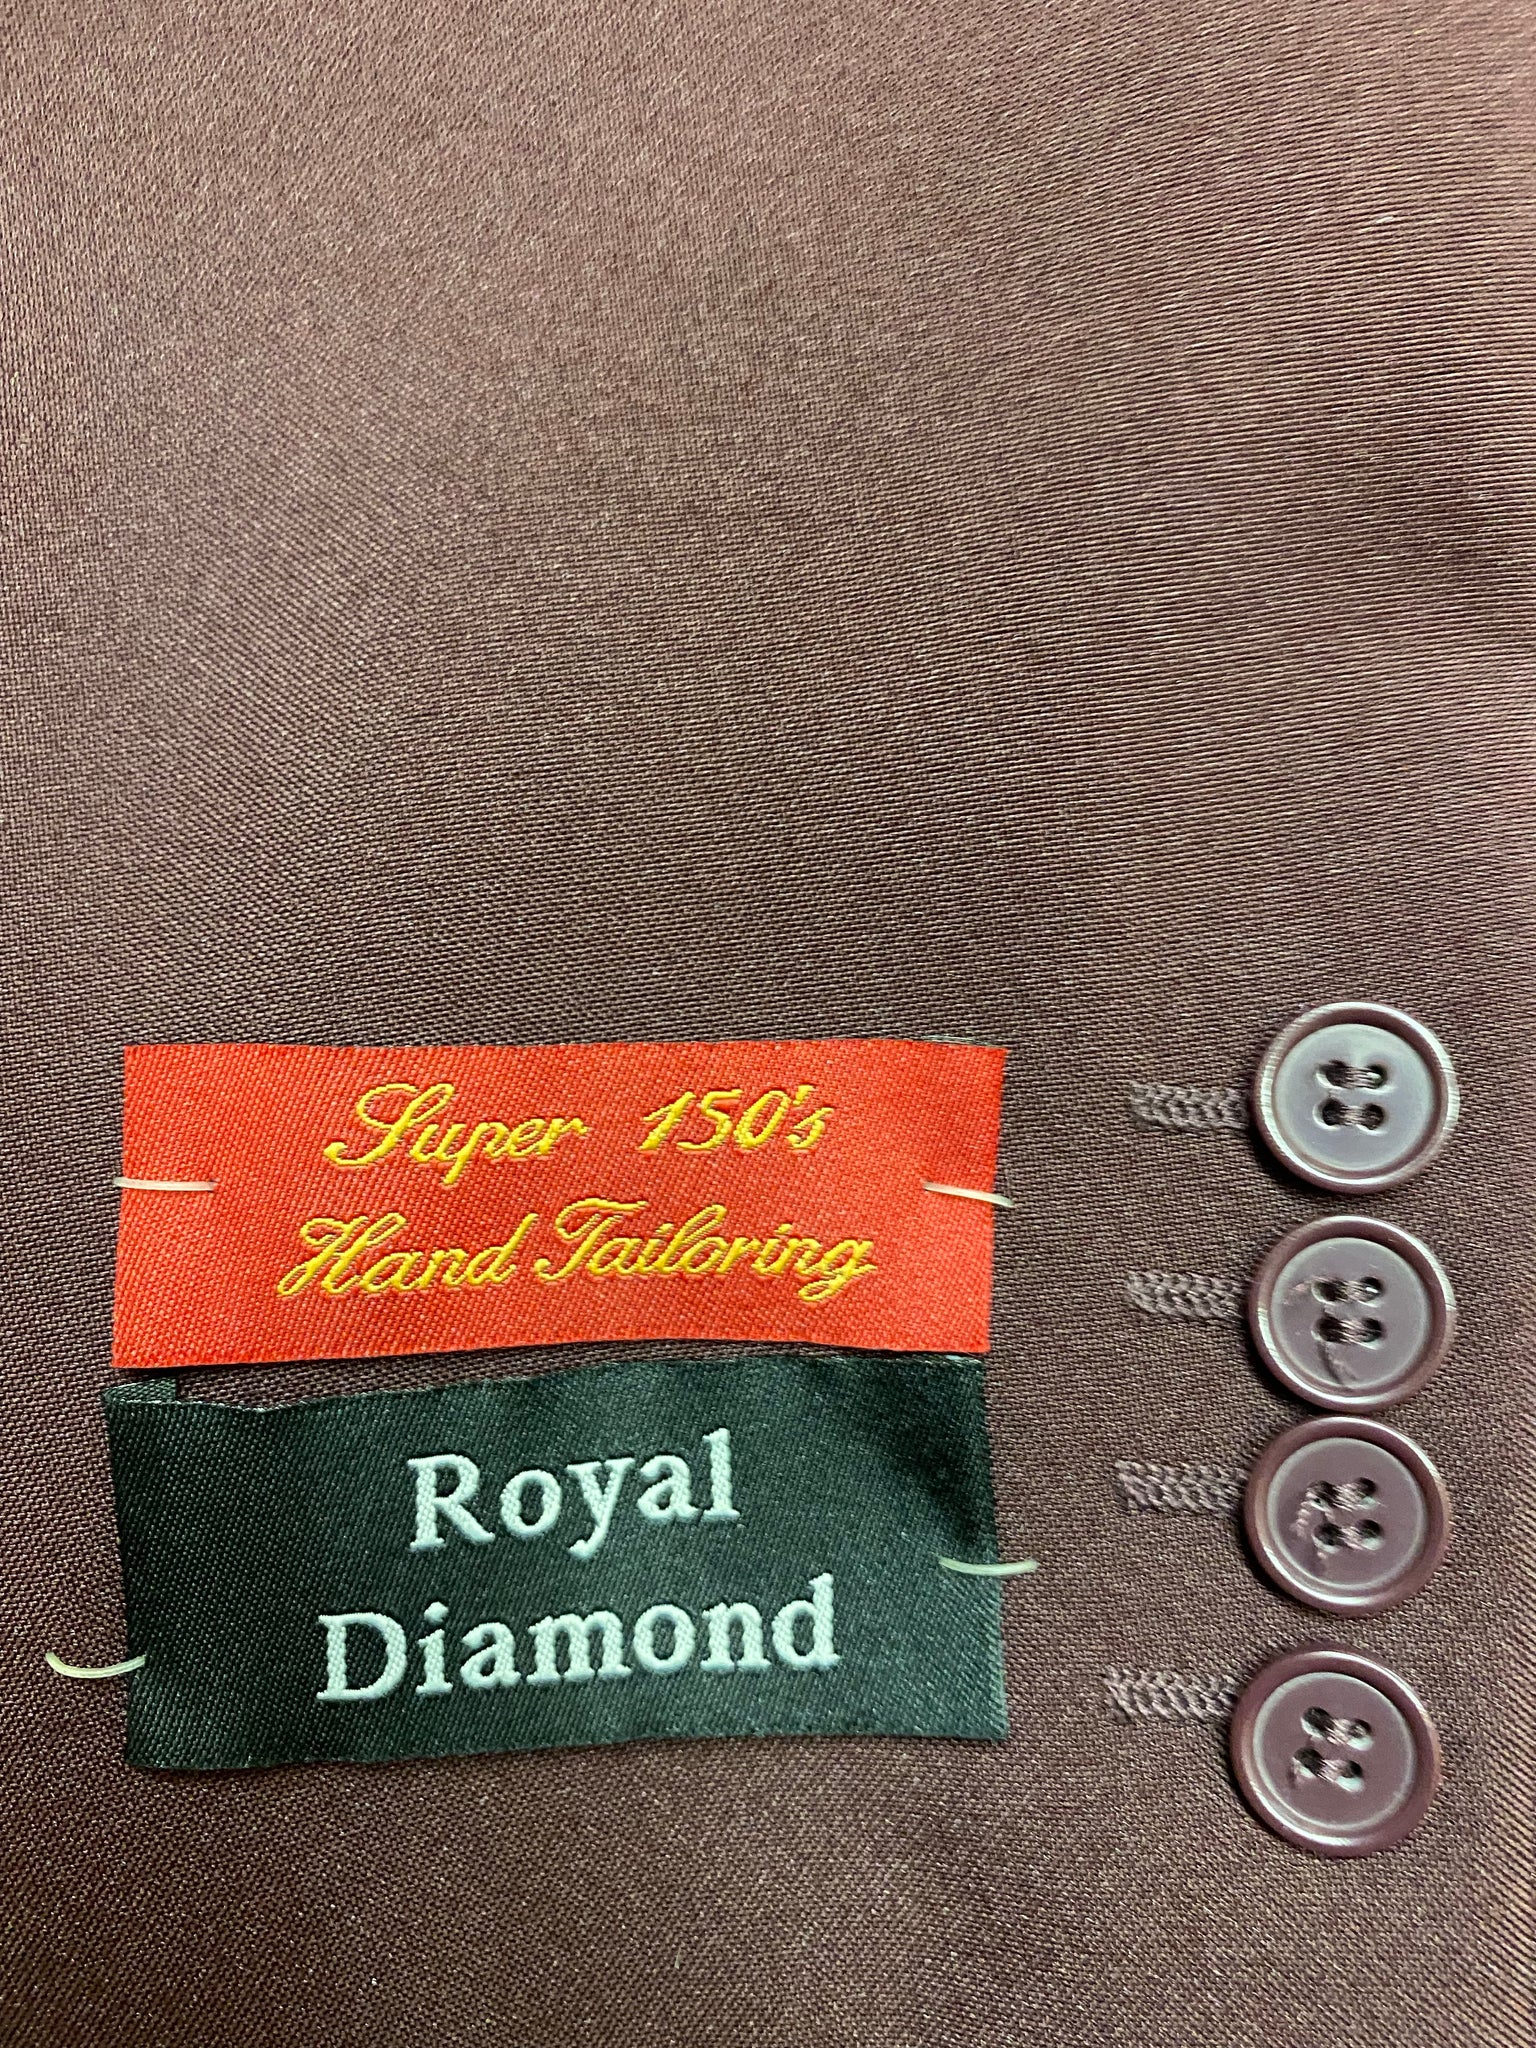 Super 150's
Hand Tailoring
Royal
Diamond